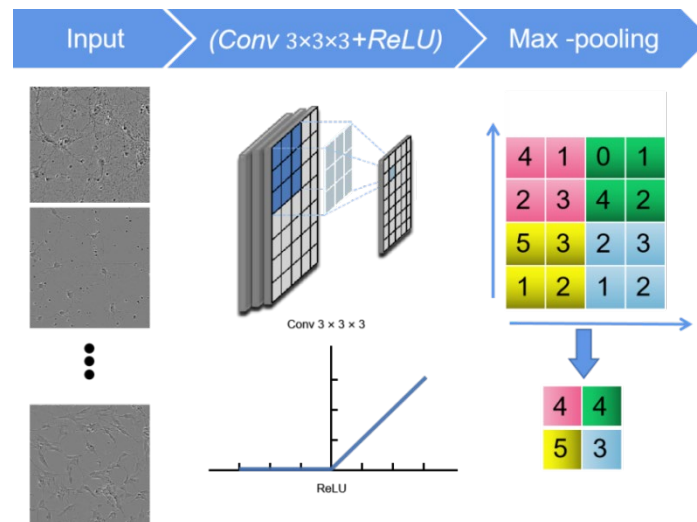 Input
(Conv 3×3×3+ReLU)
Max -pooling
4 1 0 1
2 3 4 2
5 3 2 3
1 2 1 2
Conv 3 × 3 × 3
4 4
5 3
ReLU